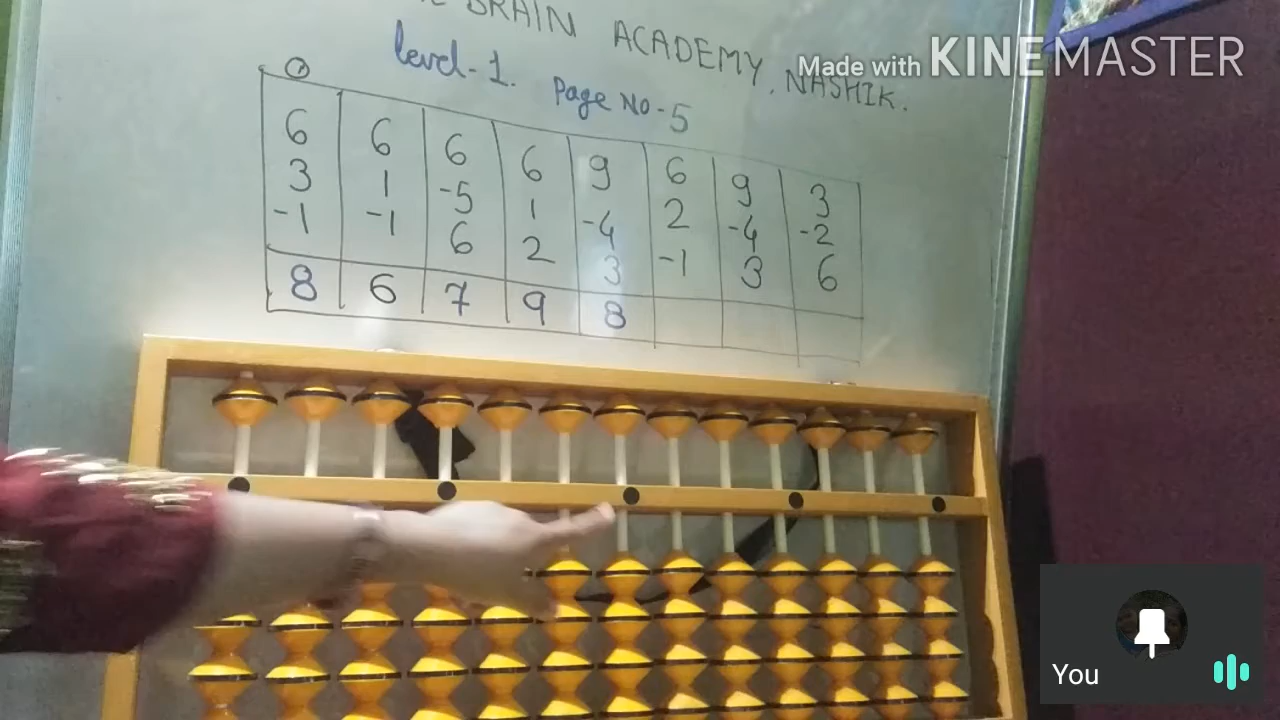 BRAIN ACADEMY, NASHIK.
Made with KINEMASTER
Level-1. Page No-5
1
6 6 6 6 9 6 9 3
3 1 -5 1 -4 2 -4 -2
-1 -1 6 2 3 -1 3 6
8 6 7 9 8
You